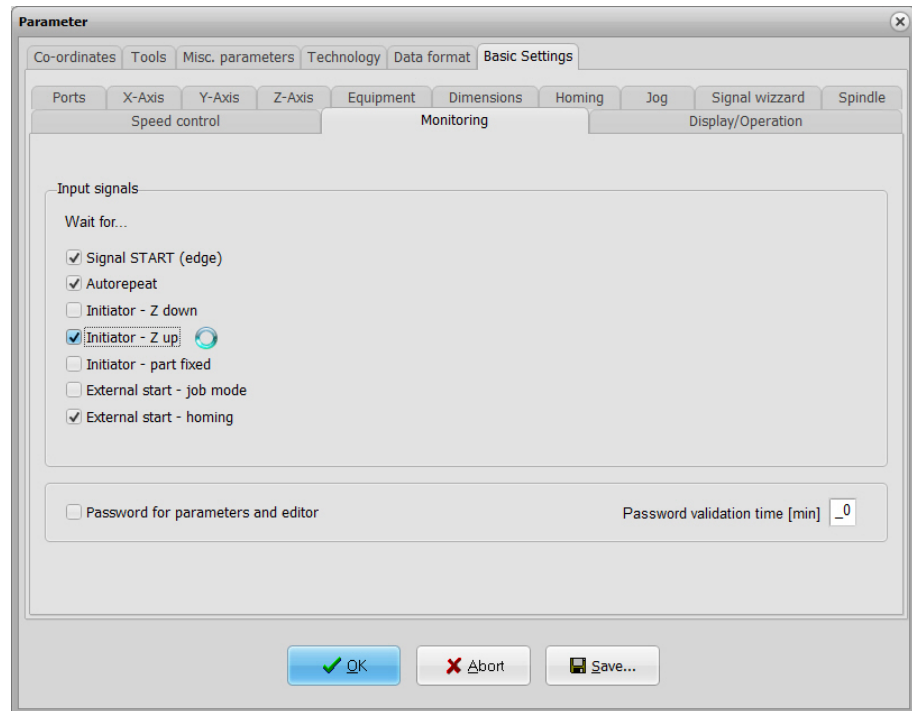 Parameter
Co-ordinates Tools Misc. parameters Technology Data format Basic Settings
Ports X-Axis Y-Axis Z-Axis Equipment Dimensions Homing Jog Signal wizzard Spindle
Speed control Monitoring Display/Operation
Input signals
Wait for...
Signal START (edge)
Autorepeat
Initiator - Z down
Initiator - Z up
Initiator - part fixed
External start - job mode
External start - homing
Password for parameters and editor Password validation time [min] _0
OK Abort Save...